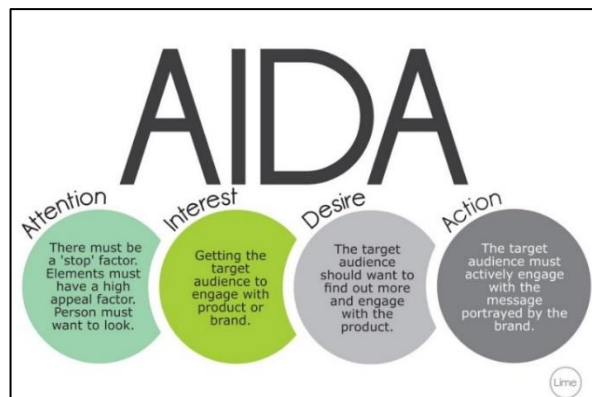 AIDA
Attention
There must be
a 'stop' factor.
Elements must
have a high
appeal factor.
Person must
want to look.
Interest
Getting the
target
audience to
engage with
product or
brand.
Desire
The target
audience
should want to
find out more
and engage
with the
product.
Action
The target
audience must
actively engage
with the
message
portrayed by the
brand.
Lime